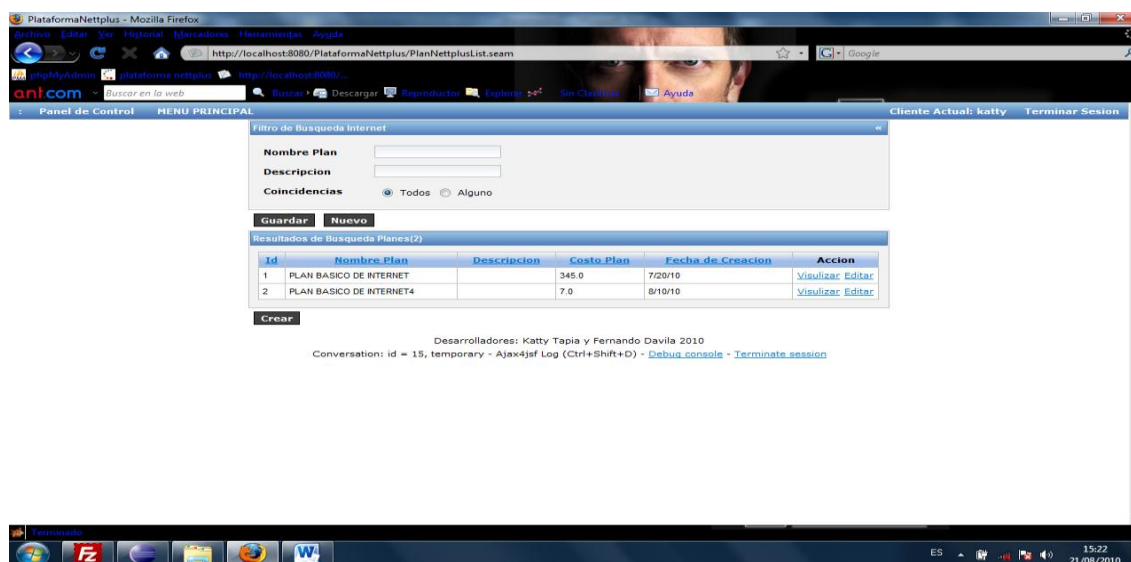 PlataformaNettplus - Mozilla Firefox
Archivo Editar Ver Historial Marcadores Herramientas Ayuda
http://localhost:8080/PlataformaNettplus/PlanNettplusList.seam
G Google
phpMyAdmin plataforma nettplus http://localhost:8080/...
ant.com Buscar en la web Buscar Descargar Reproductor Explorar Sin Ayuda
: Panel de Control MENU PRINCIPAL Cliente Actual: katty Terminar Sesion
Filtro de Busqueda Internet «
Nombre Plan
Descripcion
Coincidencias Todos Alguno
Guardar Nuevo
Resultados de Busqueda Planes(2)
Id Nombre Plan Descripcion Costo Plan Fecha de Creacion Accion
1 PLAN BASICO DE INTERNET 345.0 7/20/10 Visulizar Editar
2 PLAN BASICO DE INTERNET4 7.0 8/10/10 Visulizar Editar
Crear
Desarrolladores: Katty Tapia y Fernando Davila 2010
Conversation: id = 15, temporary - Ajax4jsf Log (Ctrl+Shift+D) - Debug console - Terminate session
Terminado
Fz W ES 15:22
21/08/2010